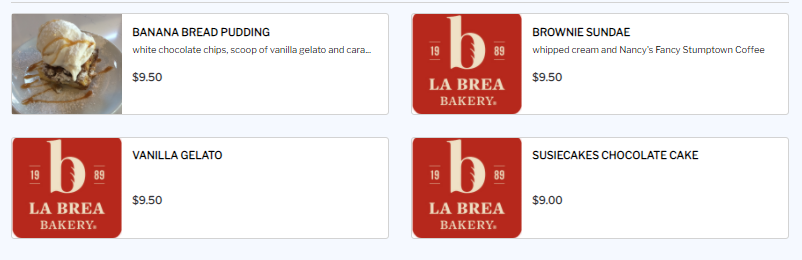 BANANA BREAD PUDDING
white chocolate chips, scoop of vanilla gelato and cara...
$9.50
19 b 89
LA BREA
BAKERY®
BROWNIE SUNDAE
whipped cream and Nancy's Fancy Stumptown Coffee
$9.50
19 b 89
LA BREA
BAKERY®
VANILLA GELATO
$9.50
19 b 89
LA BREA
BAKERY®
SUSIECAKES CHOCOLATE CAKE
$9.00